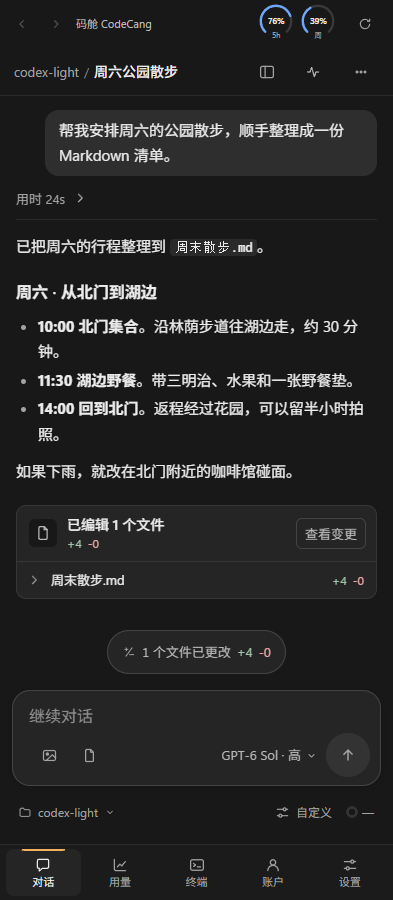 码舱 CodeCang
76%
5h
39%
周
codex-light / 周六公园散步
帮我安排周六的公园散步，顺手整理成一份
Markdown 清单。
用时 24s
已把周六的行程整理到 周末散步.md。
周六 · 从北门到湖边
10:00 北门集合。沿林荫步道往湖边走，约 30 分
钟。
11:30 湖边野餐。带三明治、水果和一张野餐垫。
14:00 回到北门。返程经过花园，可以留半小时拍
照。
如果下雨，就改在北门附近的咖啡馆碰面。
已编辑 1 个文件
+4 -0
查看变更
周末散步.md
+4 -0
1 个文件已更改 +4 -0
继续对话
GPT-6 Sol · 高
codex-light
自定义
—
对话
用量
终端
账户
设置